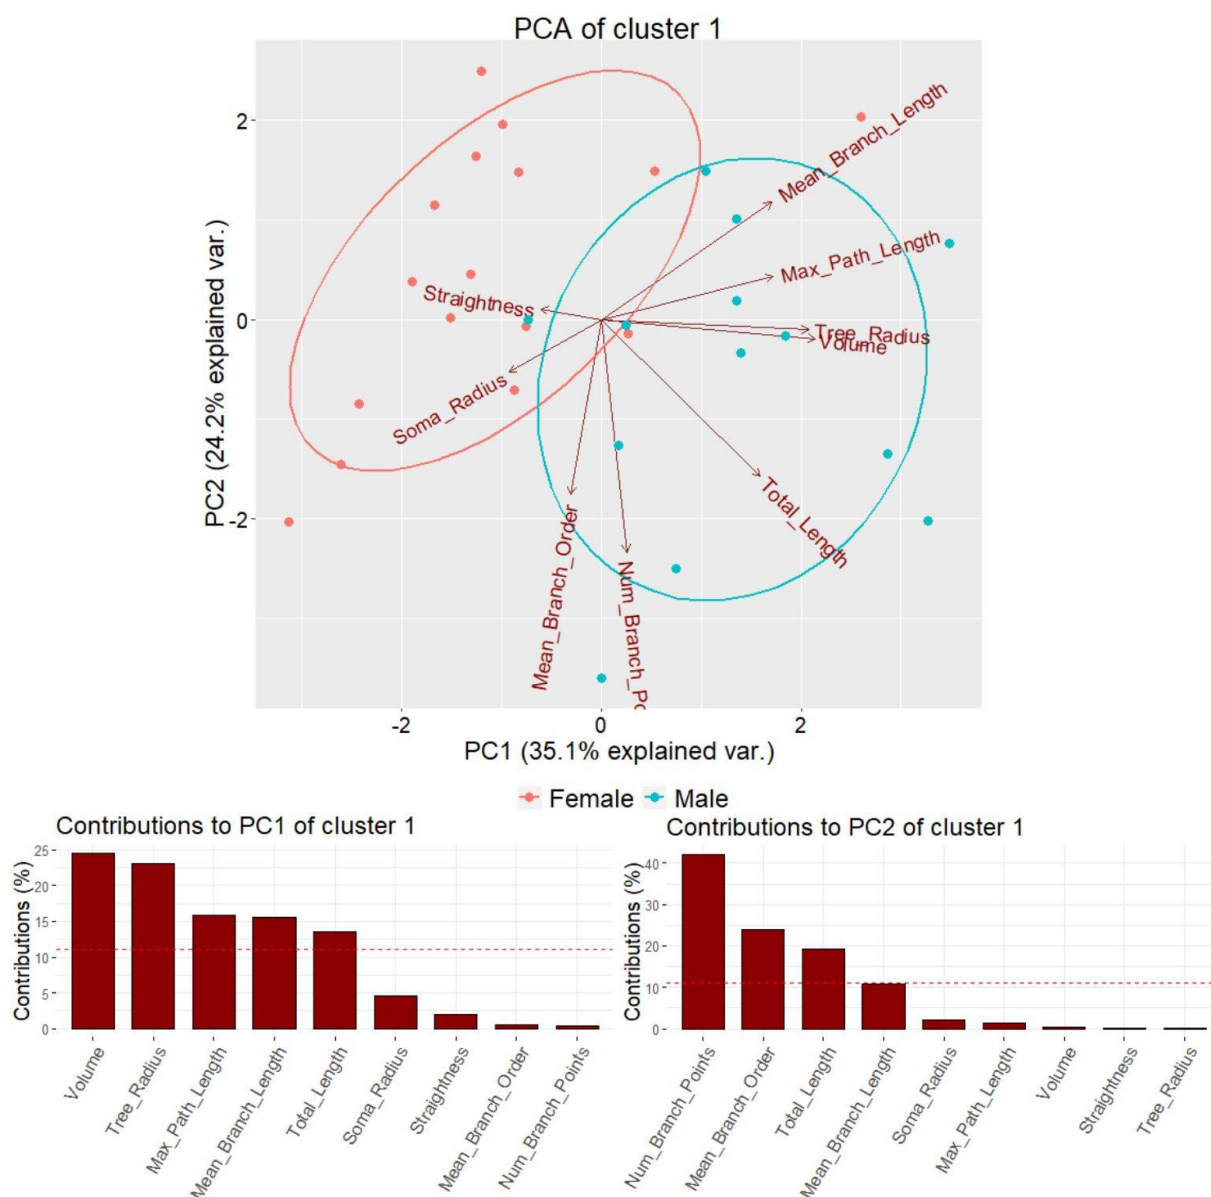 PCA of cluster 1
PC2 (24.2% explained var.)
2
0
-2
Mean_Branch_Length
Max_Path_Length
Straightness
Tree_Radius
Volume
Soma_Radius
Total_Length
Mean_Branch_Order
Num_Branch_Po
-2
0
2
PC1 (35.1% explained var.)
Female Male
Contributions to PC1 of cluster 1
Contributions (%)
25
20
15
10
5
0
Volume
Tree_Radius
Max_Path_Length
Mean_Branch_Length
Total_Length
Soma_Radius
Straightness
Mean_Branch_Order
Num_Branch_Points
Contributions to PC2 of cluster 1
Contributions (%)
40
30
20
10
0
Num_Branch_Points
Mean_Branch_Order
Total_Length
Mean_Branch_Length
Soma_Radius
Max_Path_Length
Volume
Straightness
Tree_Radius